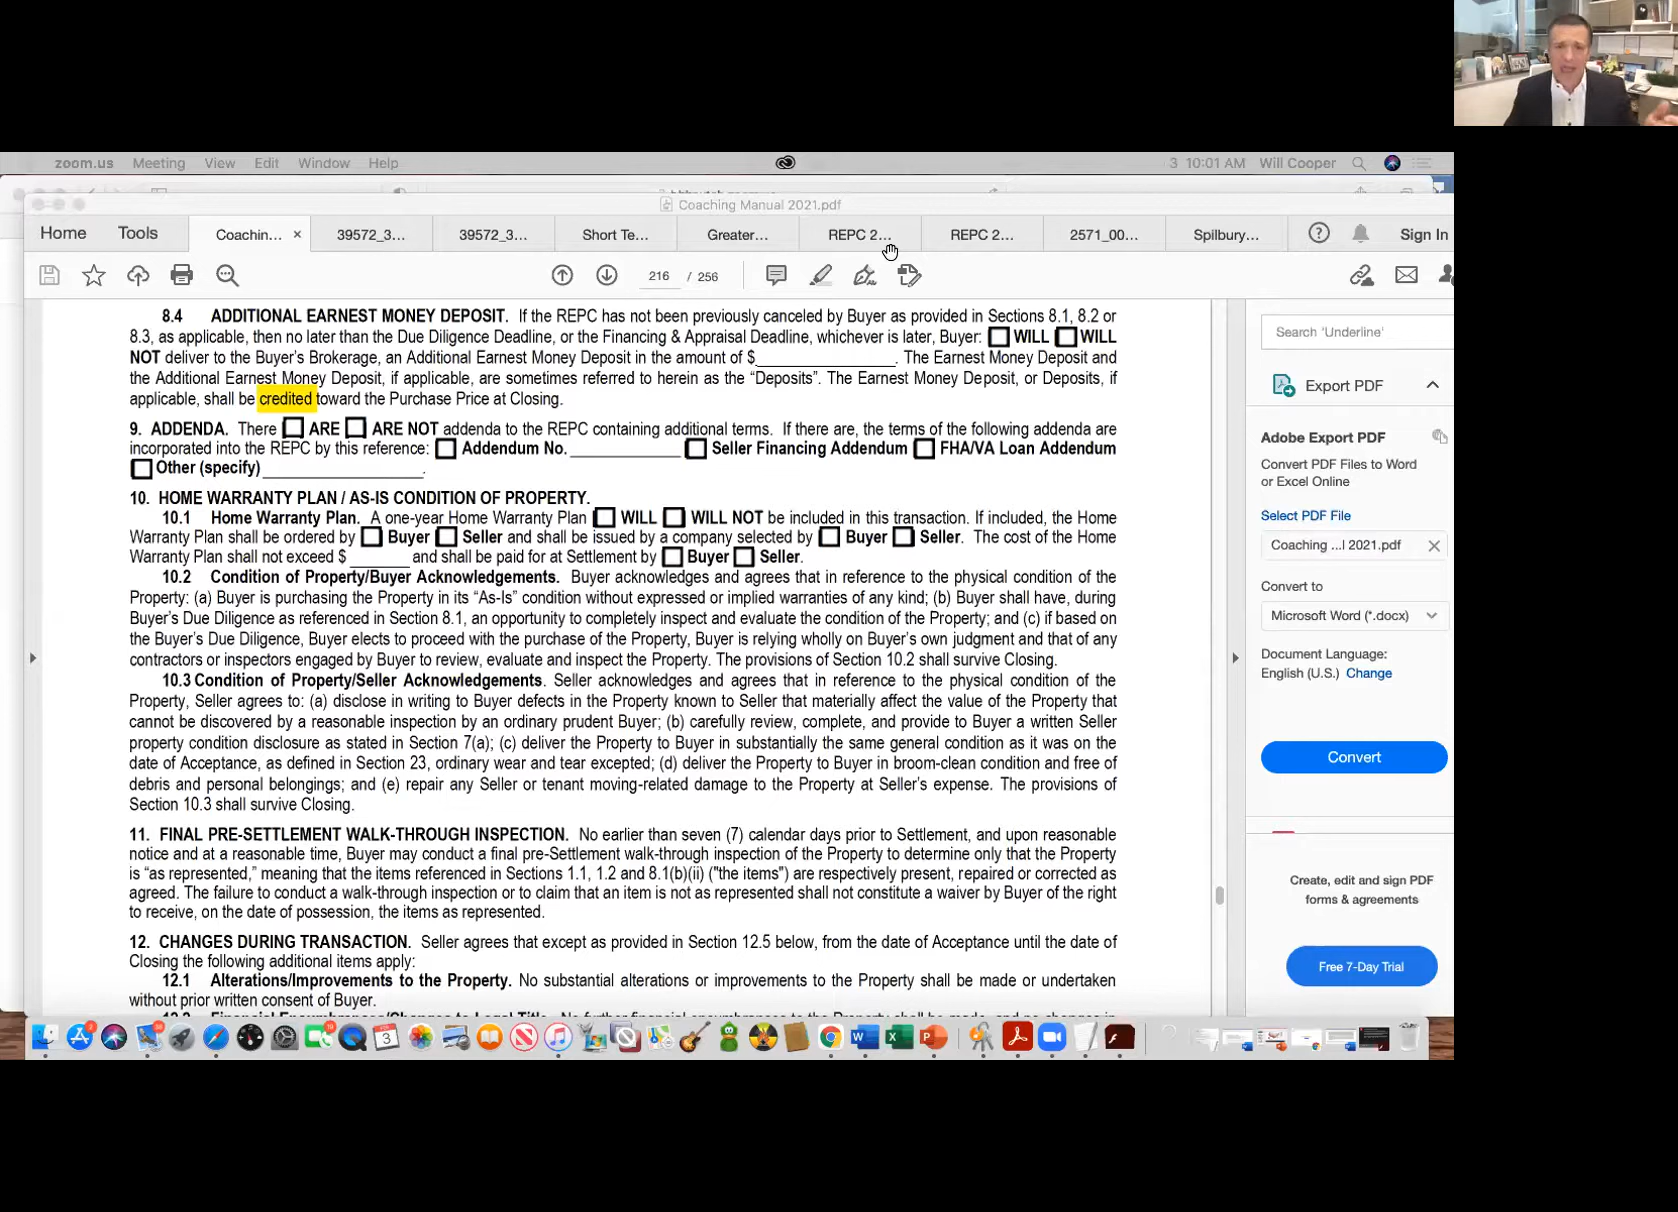 zoom.us Meeting View Edit Window Help
3 10:01 AM Will Cooper
Coaching Manual 2021.pdf
Home Tools Coachin... × 39572_3... 39572_3... Short Te... Greater... REPC 2... REPC 2... 2571_00... Spilbury... Sign In
216 / 256
8.4 ADDITIONAL EARNEST MONEY DEPOSIT. If the REPC has not been previously canceled by Buyer as provided in Sections 8.1, 8.2 or
8.3, as applicable, then no later than the Due Diligence Deadline, or the Financing & Appraisal Deadline, whichever is later, Buyer: WILL WILL
NOT deliver to the Buyer's Brokerage, an Additional Earnest Money Deposit in the amount of $________________. The Earnest Money Deposit and
the Additional Earnest Money Deposit, if applicable, are sometimes referred to herein as the “Deposits”. The Earnest Money Deposit, or Deposits, if
applicable, shall be credited toward the Purchase Price at Closing.
9. ADDENDA. There ARE ARE NOT addenda to the REPC containing additional terms. If there are, the terms of the following addenda are
incorporated into the REPC by this reference: Addendum No. ____________ Seller Financing Addendum FHA/VA Loan Addendum
Other (specify)__________________.
10. HOME WARRANTY PLAN / AS-IS CONDITION OF PROPERTY.
10.1 Home Warranty Plan. A one-year Home Warranty Plan WILL WILL NOT be included in this transaction. If included, the Home
Warranty Plan shall be ordered by Buyer Seller and shall be issued by a company selected by Buyer Seller. The cost of the Home
Warranty Plan shall not exceed $ _______ and shall be paid for at Settlement by Buyer Seller.
10.2 Condition of Property/Buyer Acknowledgements. Buyer acknowledges and agrees that in reference to the physical condition of the
Property: (a) Buyer is purchasing the Property in its “As-Is” condition without expressed or implied warranties of any kind; (b) Buyer shall have, during
Buyer's Due Diligence as referenced in Section 8.1, an opportunity to completely inspect and evaluate the condition of the Property; and (c) if based on
the Buyer's Due Diligence, Buyer elects to proceed with the purchase of the Property, Buyer is relying wholly on Buyer's own judgment and that of any
contractors or inspectors engaged by Buyer to review, evaluate and inspect the Property. The provisions of Section 10.2 shall survive Closing.
10.3 Condition of Property/Seller Acknowledgements. Seller acknowledges and agrees that in reference to the physical condition of the
Property, Seller agrees to: (a) disclose in writing to Buyer defects in the Property known to Seller that materially affect the value of the Property that
cannot be discovered by a reasonable inspection by an ordinary prudent Buyer; (b) carefully review, complete, and provide to Buyer a written Seller
property condition disclosure as stated in Section 7(a); (c) deliver the Property to Buyer in substantially the same general condition as it was on the
date of Acceptance, as defined in Section 23, ordinary wear and tear excepted; (d) deliver the Property to Buyer in broom-clean condition and free of
debris and personal belongings; and (e) repair any Seller or tenant moving-related damage to the Property at Seller's expense. The provisions of
Section 10.3 shall survive Closing.
11. FINAL PRE-SETTLEMENT WALK-THROUGH INSPECTION. No earlier than seven (7) calendar days prior to Settlement, and upon reasonable
notice and at a reasonable time, Buyer may conduct a final pre-Settlement walk-through inspection of the Property to determine only that the Property
is “as represented,” meaning that the items referenced in Sections 1.1, 1.2 and 8.1(b)(ii) ("the items") are respectively present, repaired or corrected as
agreed. The failure to conduct a walk-through inspection or to claim that an item is not as represented shall not constitute a waiver by Buyer of the right
to receive, on the date of possession, the items as represented.
12. CHANGES DURING TRANSACTION. Seller agrees that except as provided in Section 12.5 below, from the date of Acceptance until the date of
Closing the following additional items apply:
12.1 Alterations/Improvements to the Property. No substantial alterations or improvements to the Property shall be made or undertaken
without prior written consent of Buyer.
Search 'Underline'
Export PDF
Adobe Export PDF
Convert PDF Files to Word
or Excel Online
Select PDF File
Coaching ...l 2021.pdf
Convert to
Microsoft Word (*.docx)
Document Language:
English (U.S.) Change
Convert
Create, edit and sign PDF
forms & agreements
Free 7-Day Trial